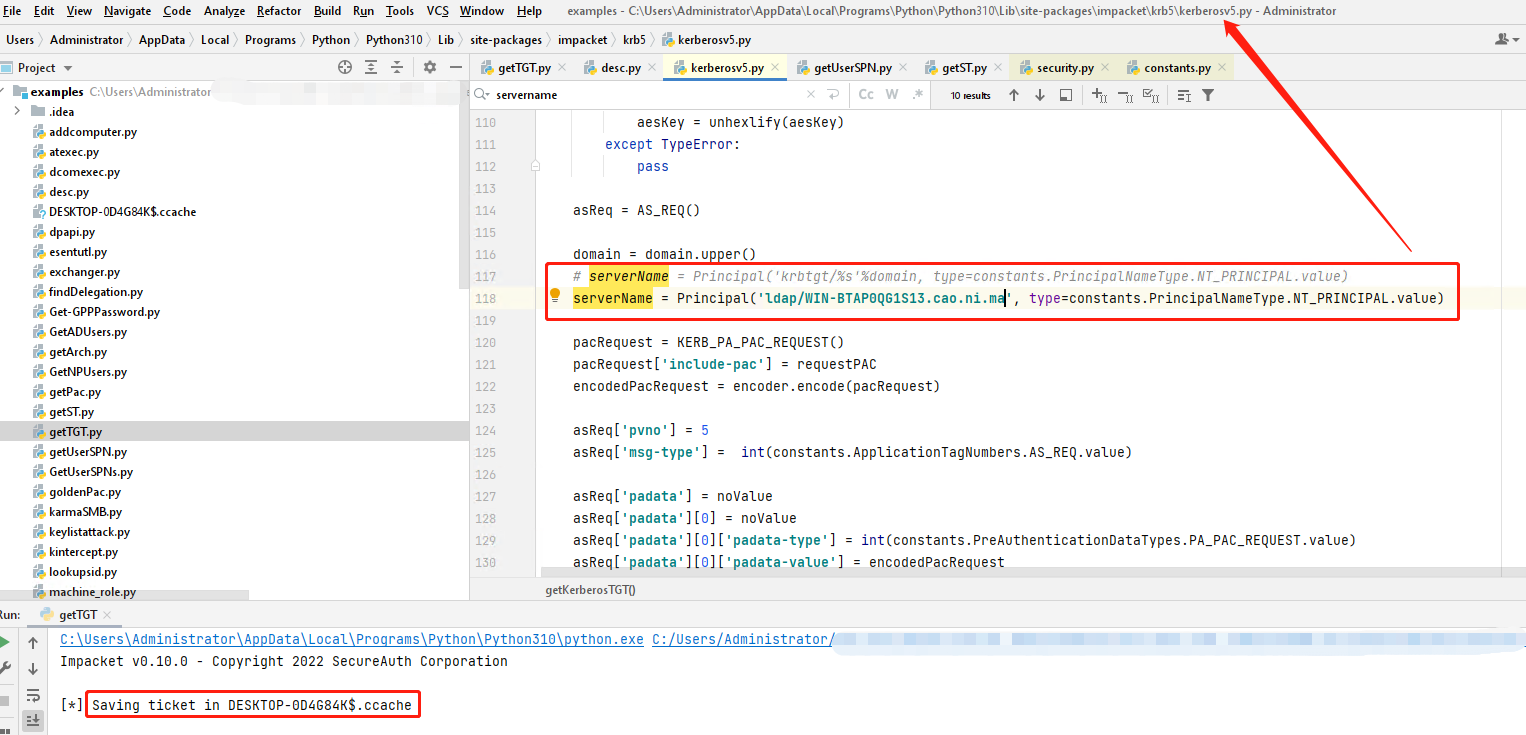 File Edit View Navigate Code Analyze Refactor Build Run Tools VCS Window Help examples - C:\Users\Administrator\AppData\Local\Programs\Python\Python310\Lib\site-packages\impacket\krb5\kerberosv5.py - Administrator
Users Administrator AppData Local Programs Python Python310 Lib site-packages impacket krb5 kerberosv5.py
Project
getTGT.py desc.py kerberosv5.py getUserSPN.py getST.py security.py constants.py
examples C:\Users\Administrator
servername Cc W .* 10 results
.idea
addcomputer.py
atexec.py
dcomexec.py
desc.py
DESKTOP-0D4G84K$.ccache
dpapi.py
esentutl.py
exchanger.py
findDelegation.py
Get-GPPPassword.py
GetADUsers.py
getArch.py
GetNPUsers.py
getPac.py
getST.py
getTGT.py
getUserSPN.py
GetUserSPNs.py
goldenPac.py
karmaSMB.py
keylistattack.py
kintercept.py
lookupsid.py
machine_role.py
110 aesKey = unhexlify(aesKey)
111 except TypeError:
112 pass
113
114 asReq = AS_REQ()
115
116 domain = domain.upper()
117 # serverName = Principal('krbtgt/%s'%domain, type=constants.PrincipalNameType.NT_PRINCIPAL.value)
118 serverName = Principal('ldap/WIN-BTAP0QG1S13.cao.ni.ma', type=constants.PrincipalNameType.NT_PRINCIPAL.value)
119
120 pacRequest = KERB_PA_PAC_REQUEST()
121 pacRequest['include-pac'] = requestPAC
122 encodedPacRequest = encoder.encode(pacRequest)
123
124 asReq['pvno'] = 5
125 asReq['msg-type'] = int(constants.ApplicationTagNumbers.AS_REQ.value)
126
127 asReq['padata'] = noValue
128 asReq['padata'][0] = noValue
129 asReq['padata'][0]['padata-type'] = int(constants.PreAuthenticationDataTypes.PA_PAC_REQUEST.value)
130 asReq['padata'][0]['padata-value'] = encodedPacRequest
getKerberosTGT()
Run: getTGT
C:\Users\Administrator\AppData\Local\Programs\Python\Python310\python.exe C:/Users/Administrator/
Impacket v0.10.0 - Copyright 2022 SecureAuth Corporation
[*] Saving ticket in DESKTOP-0D4G84K$.ccache